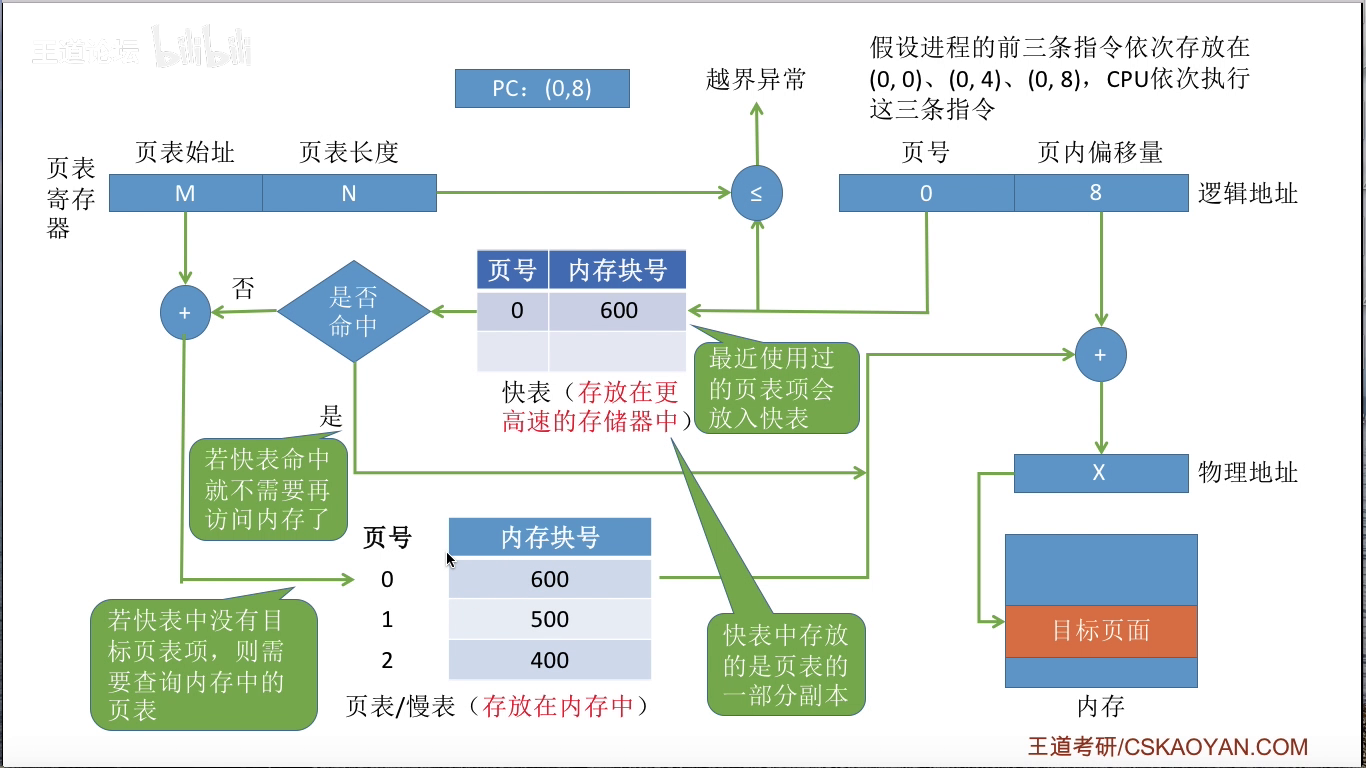 王道论坛 bilibili
假设进程的前三条指令依次存放在
(0, 0)、(0, 4)、(0, 8)，CPU依次执行
这三条指令
PC：(0,8)
越界异常
页表始址
页表长度
页号
页内偏移量
页表
寄存
器
M
N
≤
0
8
逻辑地址
否
是否
命中
+
页号
内存块号
0
600
快表（存放在更
高速的存储器中）
最近使用过
的页表项会
放入快表
+
是
若快表命中
就不需要再
访问内存了
X
物理地址
页号
内存块号
0
600
1
500
2
400
页表/慢表（存放在内存中）
若快表中没有目
标页表项，则需
要查询内存中的
页表
快表中存放
的是页表的
一部分副本
目标页面
内存
王道考研/CSKAOYAN.COM